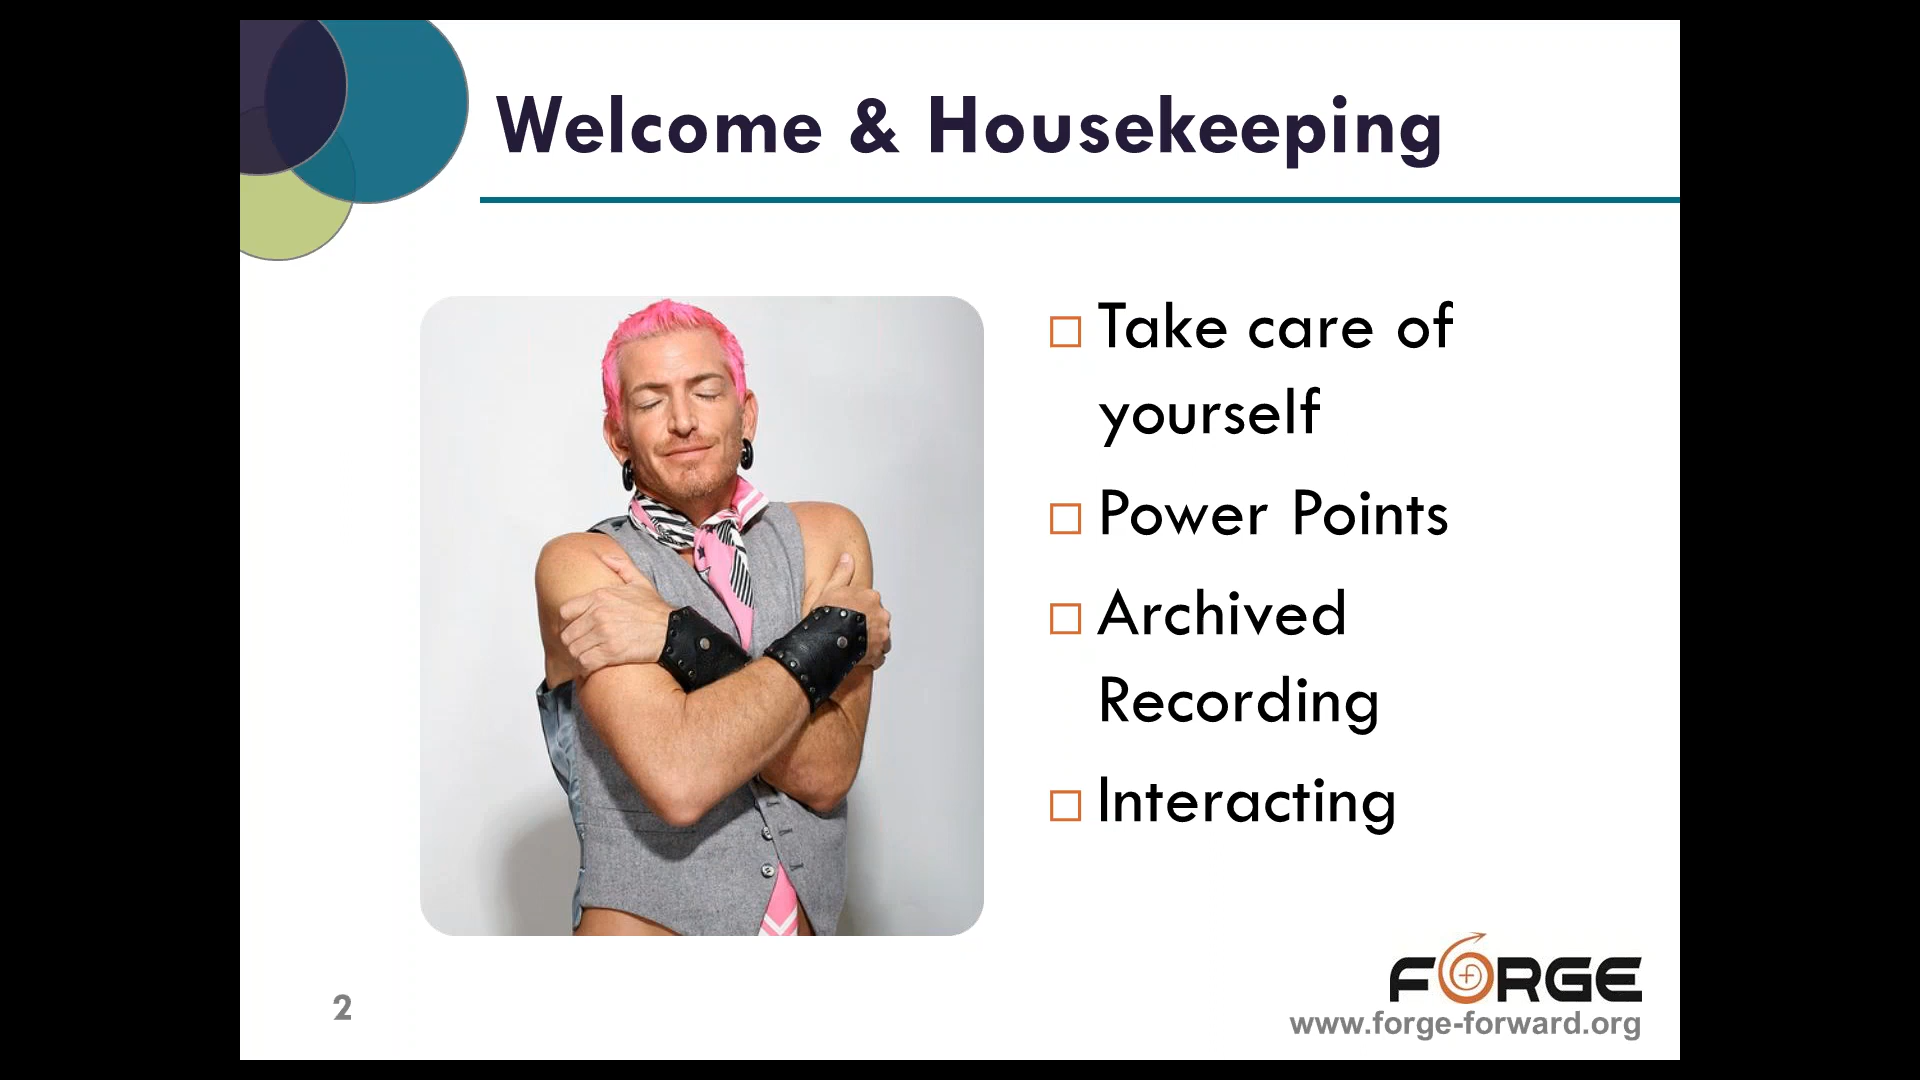 Welcome & Housekeeping
Take care of
yourself
Power Points
Archived
Recording
Interacting
2
FORGE
www.forge-forward.org